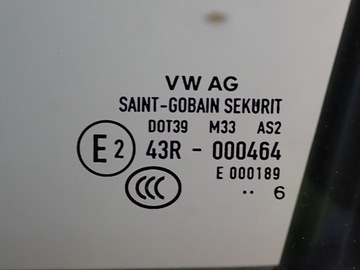 VW AG
SAINT-GOBAIN SEKURIT
DOT39 M33 AS2
E2 43R - 000464
E 000189
CCC .. 6